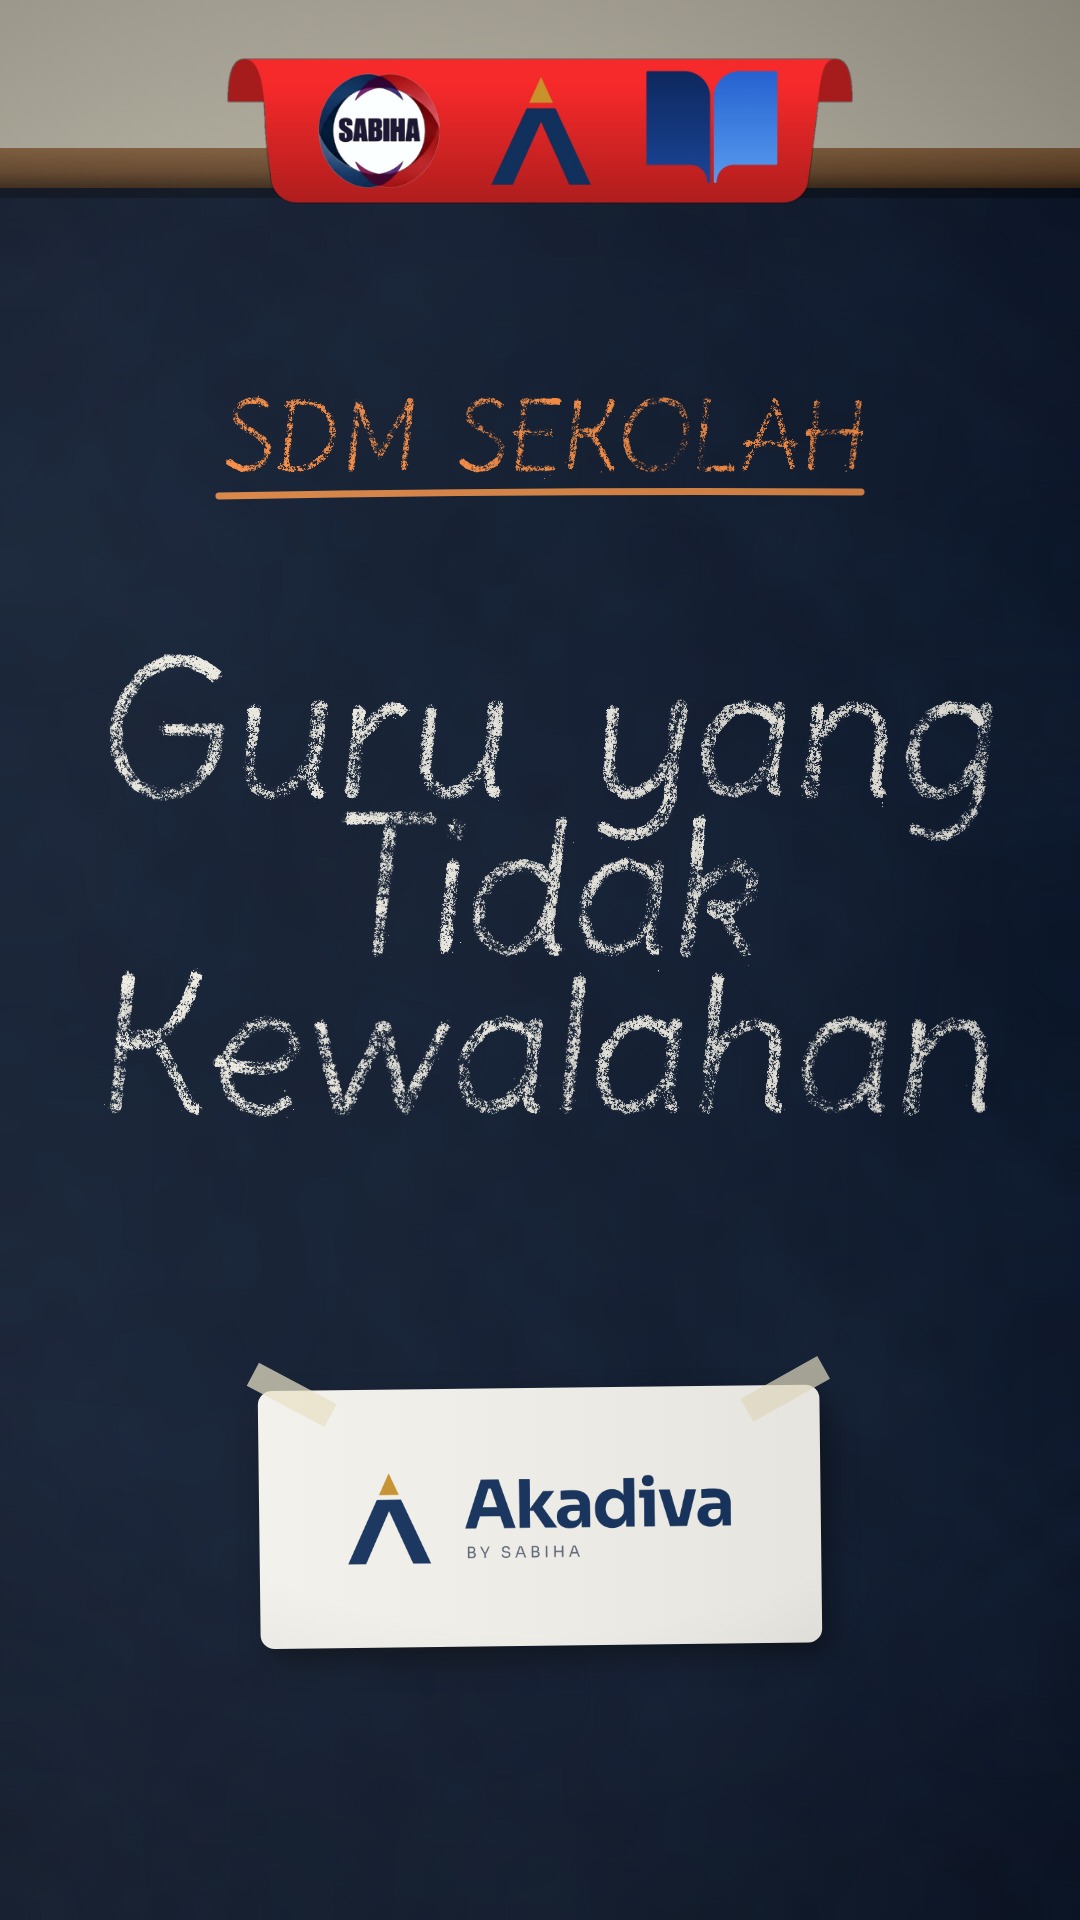 SABIHA
SDM SEKOLAH
Guru yang
Tidak
Kewalahan
Akadiva
BY SABIHA